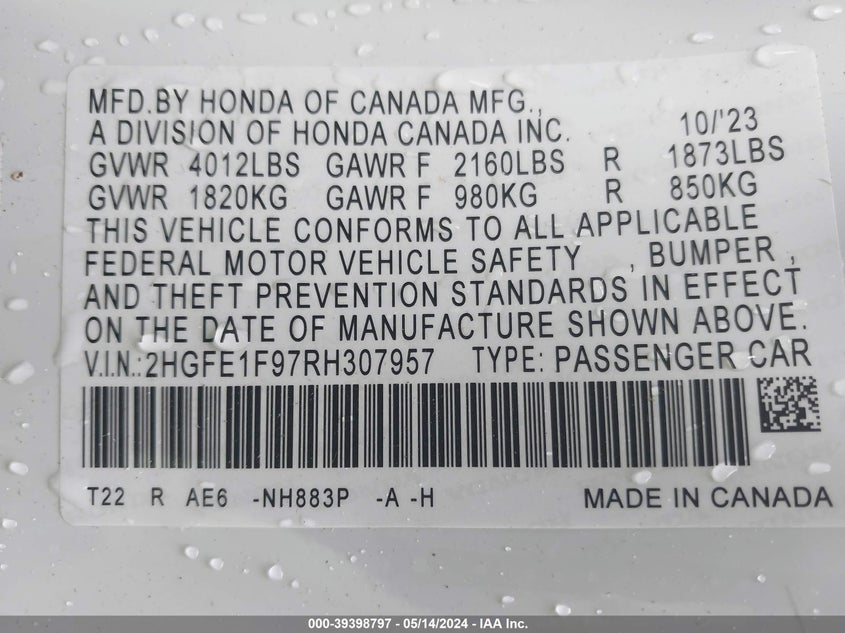 MFD.BY HONDA OF CANADA MFG.,
A DIVISION OF HONDA CANADA INC. 10/'23
GVWR 4012LBS GAWR F 2160LBS R 1873LBS
GVWR 1820KG GAWR F 980KG R 850KG
THIS VEHICLE CONFORMS TO ALL APPLICABLE
FEDERAL MOTOR VEHICLE SAFETY , BUMPER ,
AND THEFT PREVENTION STANDARDS IN EFFECT
ON THE DATE OF MANUFACTURE SHOWN ABOVE.
V.I.N.:2HGFE1F97RH307957 TYPE: PASSENGER CAR
T22 R AE6 -NH883P -A -H MADE IN CANADA
000-39398797 - 05/14/2024 - IAA Inc.